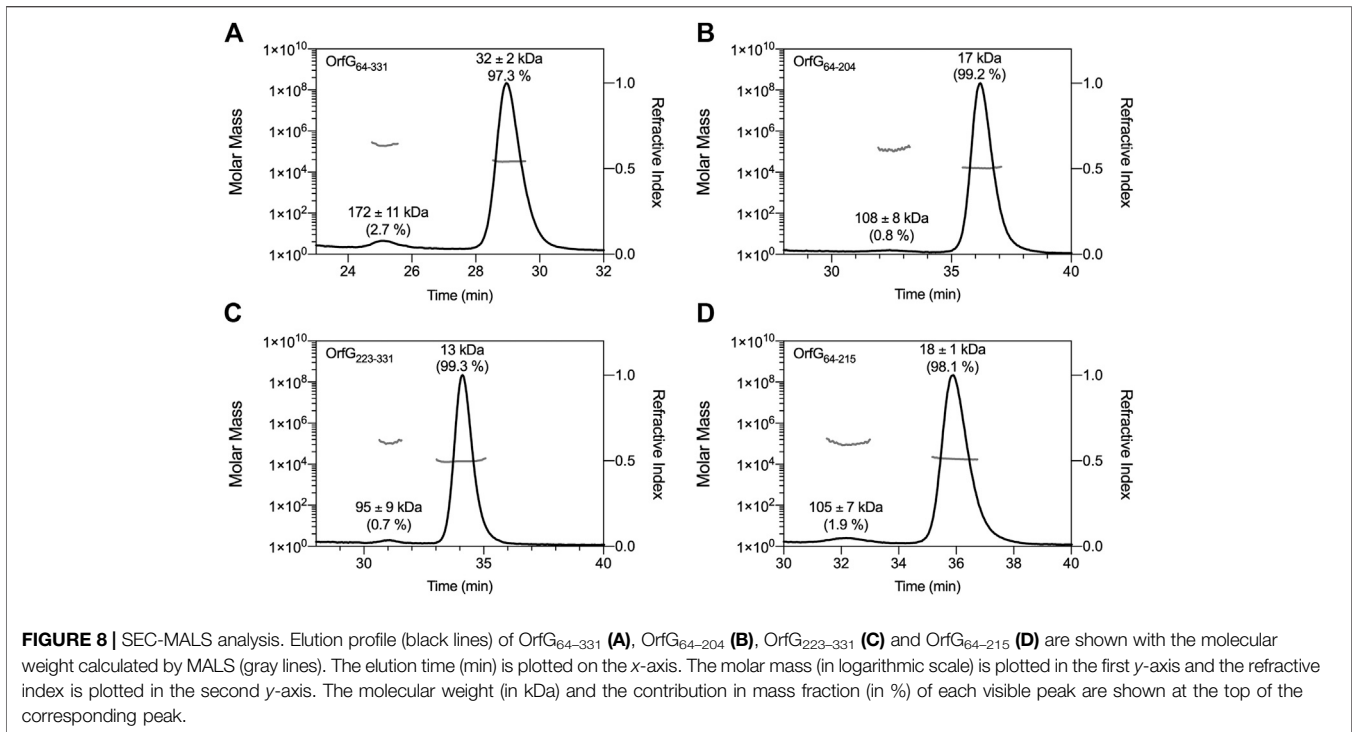 A
OrfG64-331
32 ± 2 kDa
97.3 %
172 ± 11 kDa
(2.7 %)
1×10^10
1×10^8
1×10^6
1×10^4
1×10^2
1×10^0
Molar Mass
1.0
0.5
0.0
Refractive Index
24 26 28 30 32
Time (min)
B
OrfG64-204
17 kDa
(99.2 %)
108 ± 8 kDa
(0.8 %)
1×10^10
1×10^8
1×10^6
1×10^4
1×10^2
1×10^0
Molar Mass
1.0
0.5
0.0
Refractive Index
30 35 40
Time (min)
C
OrfG223-331
13 kDa
(99.3 %)
95 ± 9 kDa
(0.7 %)
1×10^10
1×10^8
1×10^6
1×10^4
1×10^2
1×10^0
Molar Mass
1.0
0.5
0.0
Refractive Index
30 35 40
Time (min)
D
OrfG64-215
18 ± 1 kDa
(98.1 %)
105 ± 7 kDa
(1.9 %)
1×10^10
1×10^8
1×10^6
1×10^4
1×10^2
1×10^0
Molar Mass
1.0
0.5
0.0
Refractive Index
30 32 34 36 38 40
Time (min)
FIGURE 8 | SEC-MALS analysis. Elution profile (black lines) of OrfG64–331 (A), OrfG64–204 (B), OrfG223–331 (C) and OrfG64–215 (D) are shown with the molecular
weight calculated by MALS (gray lines). The elution time (min) is plotted on the x-axis. The molar mass (in logarithmic scale) is plotted in the first y-axis and the refractive
index is plotted in the second y-axis. The molecular weight (in kDa) and the contribution in mass fraction (in %) of each visible peak are shown at the top of the
corresponding peak.